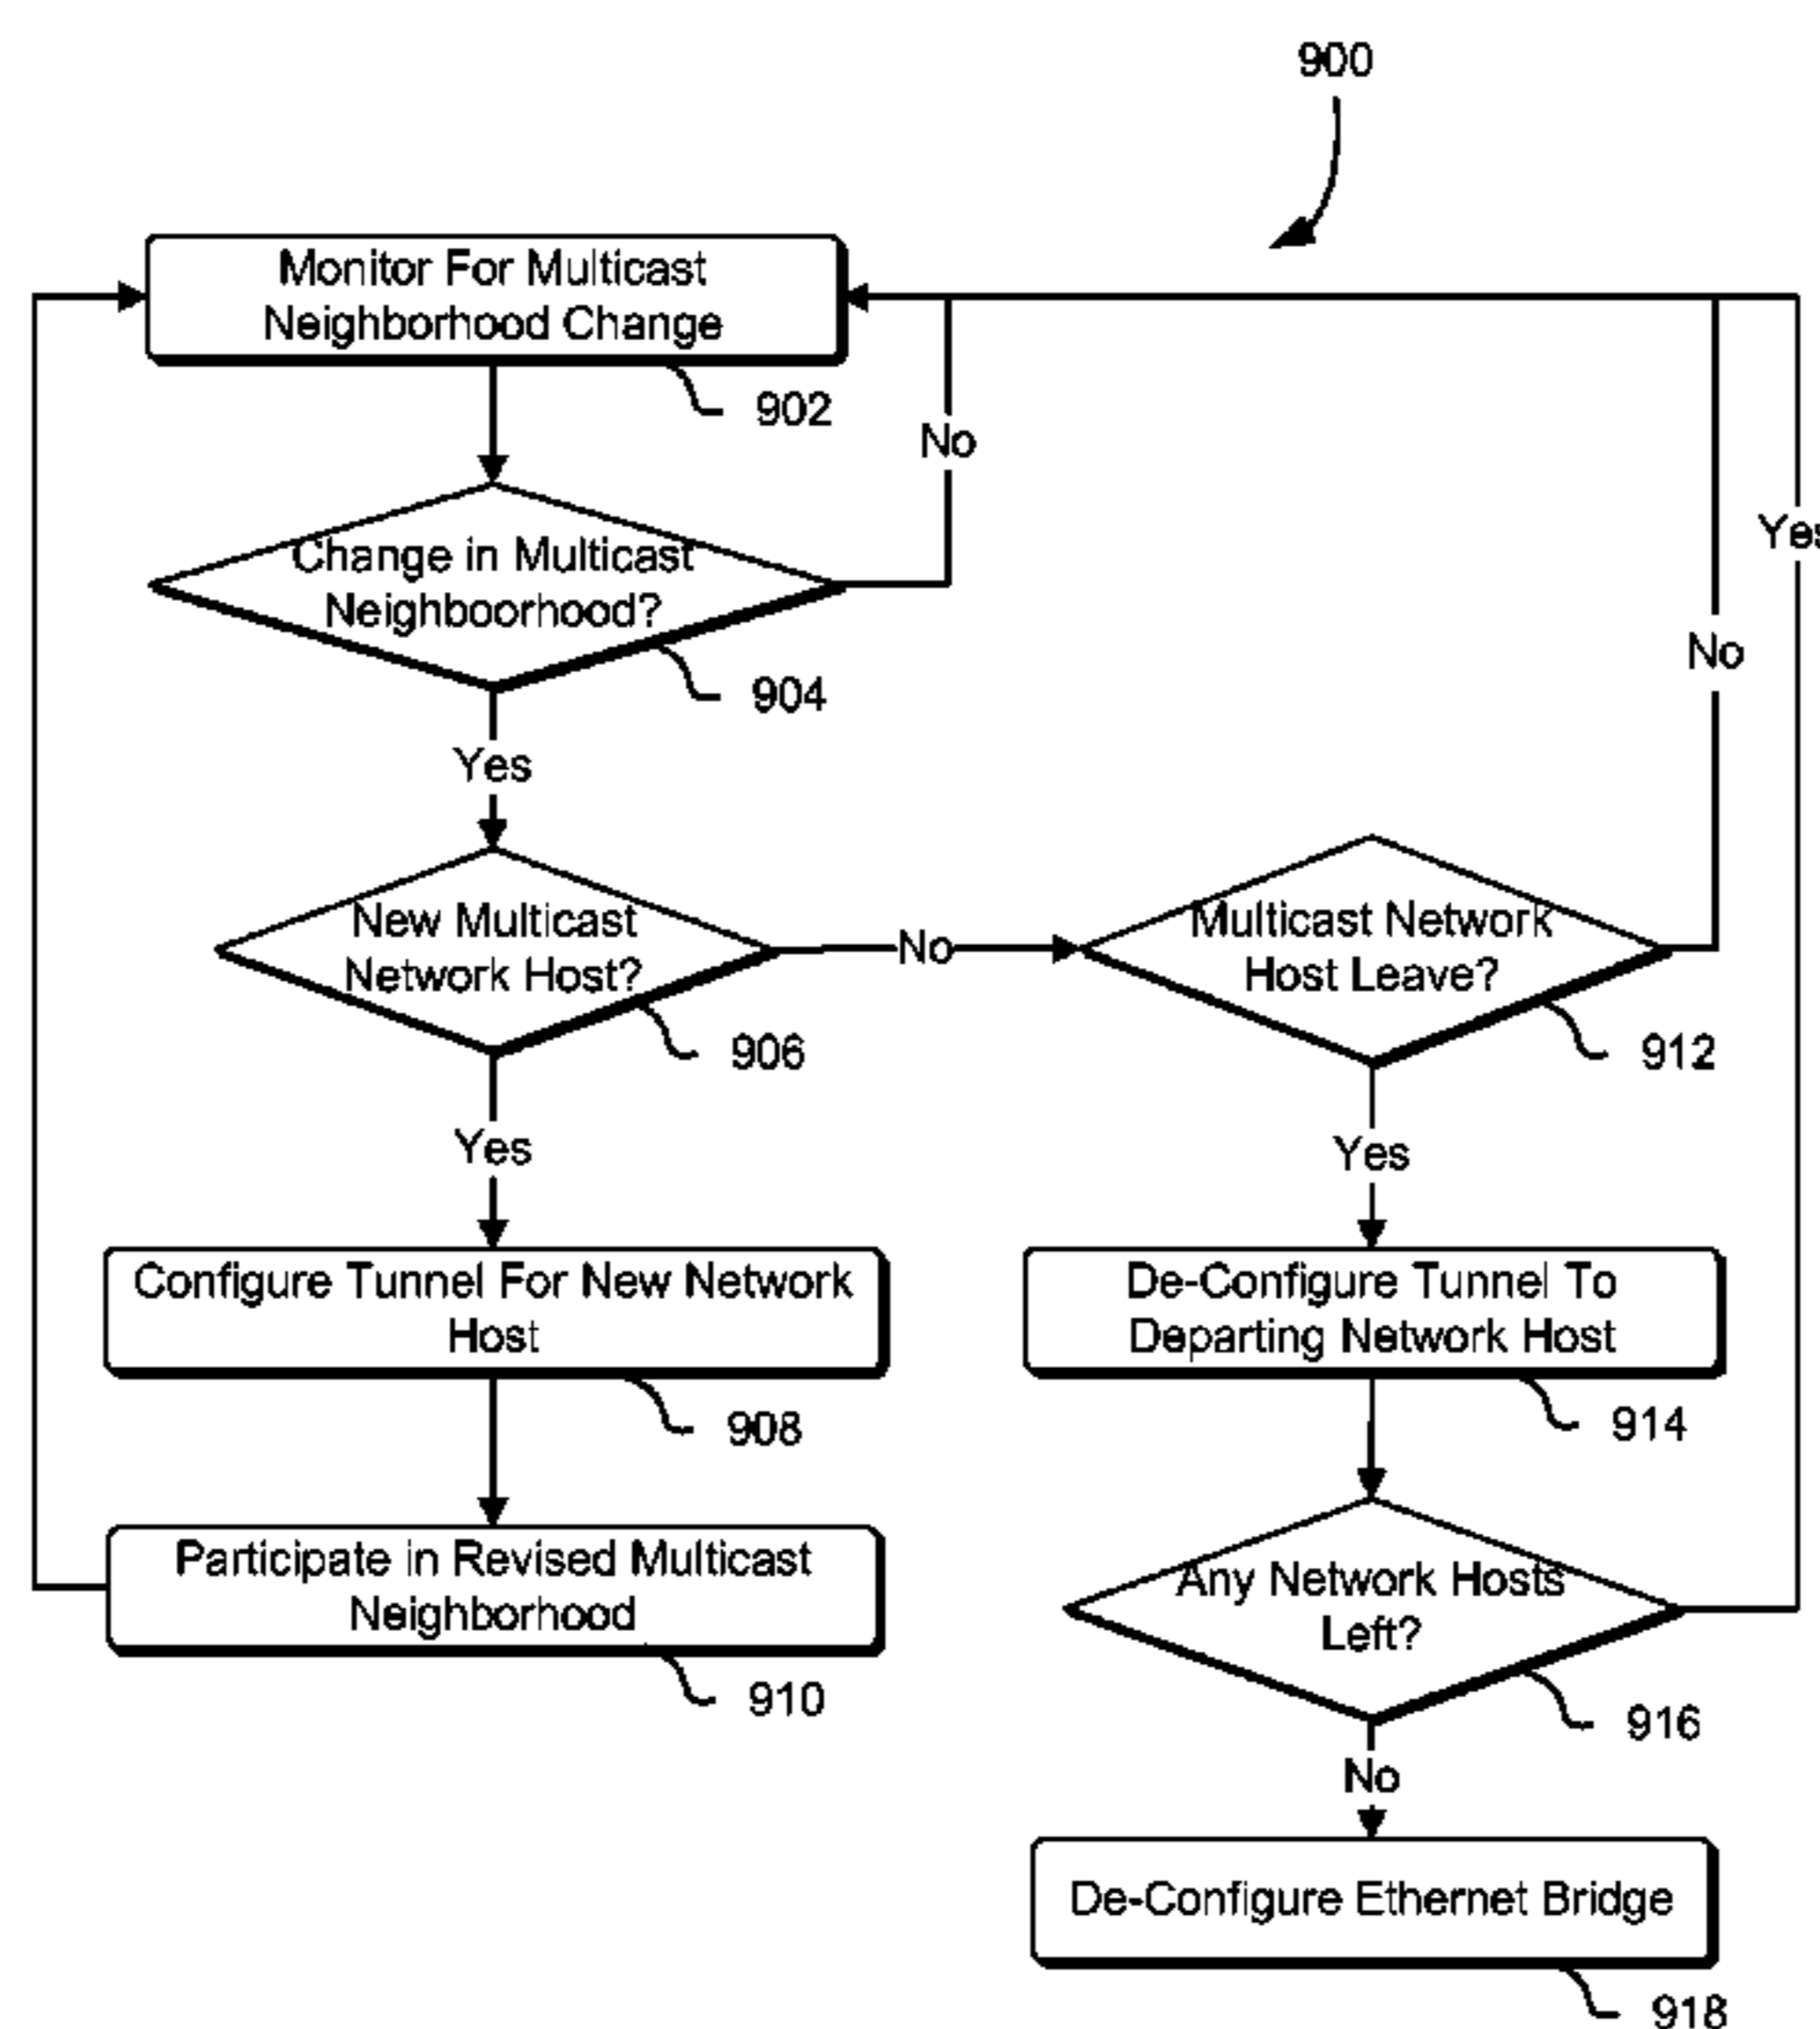 900
Monitor For Multicast
Neighborhood Change
902
No
Change in Multicast
Neighboorhood?
904
Yes
Yes
No
New Multicast
Network Host?
906
No
Multicast Network
Host Leave?
912
Yes
Yes
Configure Tunnel For New Network
Host
908
De-Configure Tunnel To
Departing Network Host
914
Participate in Revised Multicast
Neighborhood
910
Any Network Hosts
Left?
916
No
De-Configure Ethernet Bridge
918